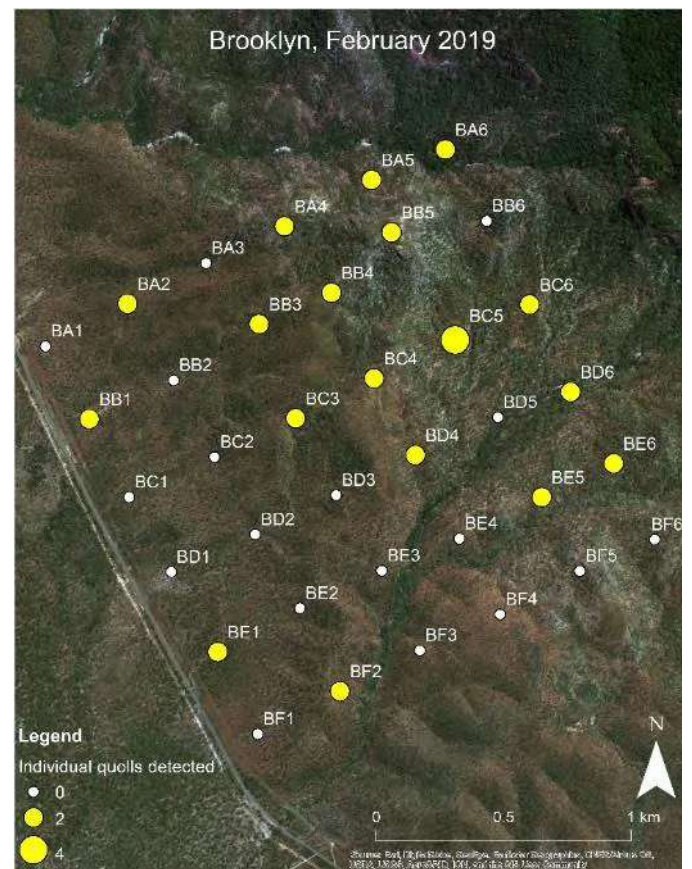 Brooklyn, February 2019
BA6
BA5
BB6
BA4
BB5
BA3
BB4
BC6
BA2
BB3
BC5
BA1
BB2
BC4
BD6
BB1
BC3
BD5
BC2
BD4
BE6
BC1
BD3
BE5
BD2
BE4
BF6
BD1
BE3
BF5
BE2
BF4
BE1
BF3
BF2
BF1
N
Legend
Individual quolls detected
0
2
4
0 0.5 1 km